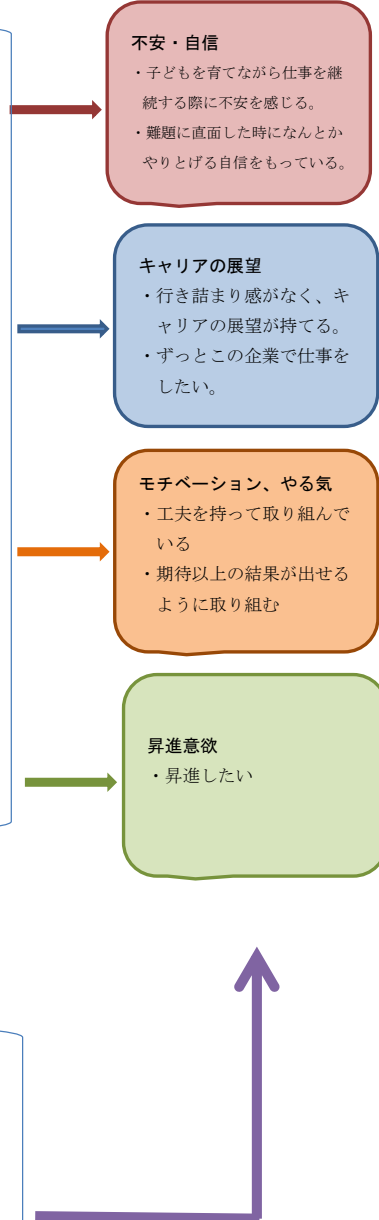 不安・自信
・子どもを育てながら仕事を継
続する際に不安を感じる。
・難題に直面した時になんとか
やりとげる自信をもっている。
キャリアの展望
・行き詰まり感がなく、キ
ャリアの展望が持てる。
・ずっとこの企業で仕事を
したい。
モチベーション、やる気
・工夫を持って取り組んで
いる
・期待以上の結果が出せる
ように取り組む
昇進意欲
・昇進したい